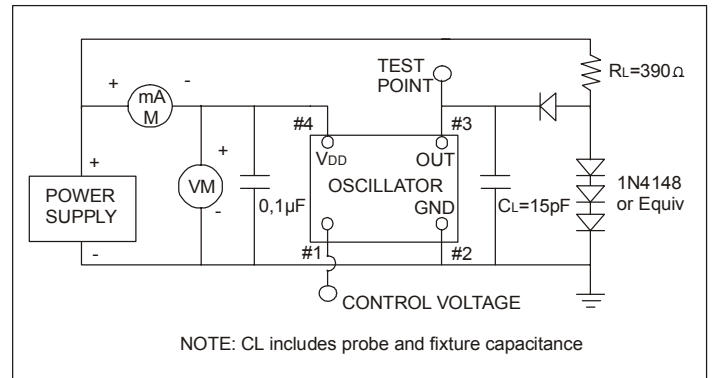 TEST
POINT
RL=390Ω
+
-
mA
M
#4
#3
+
VDD
OUT
+
VM
-
OSCILLATOR
1N4148
or Equiv
POWER
SUPPLY
0,1µF
GND
CL=15pF
-
#1
#2
CONTROL VOLTAGE
NOTE: CL includes probe and fixture capacitance